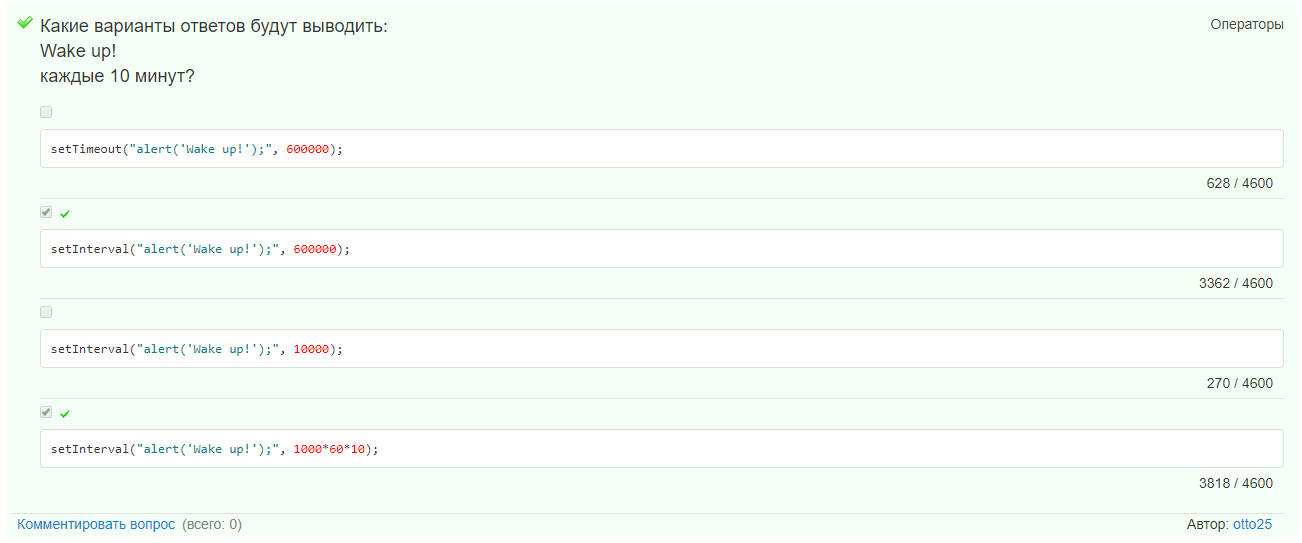 Какие варианты ответов будут выводить:
Операторы
Wake up!
каждые 10 минут?
setTimeout("alert('Wake up!');", 600000);
628 / 4600
setInterval("alert('Wake up!');", 600000);
3362 / 4600
setInterval("alert('Wake up!');", 10000);
270 / 4600
setInterval("alert('Wake up!');", 1000*60*10);
3818 / 4600
Комментировать вопрос (всего: 0)
Автор: otto25